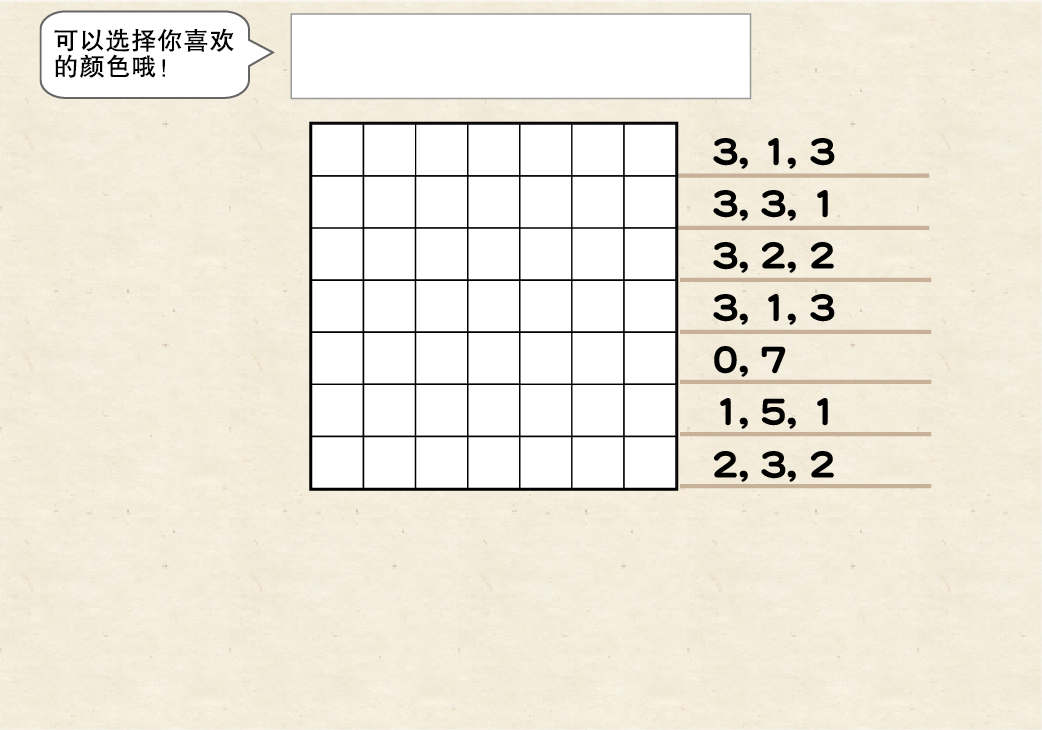 可以选择你喜欢
的颜色哦!
3, 1, 3
3, 3, 1
3, 2, 2
3, 1, 3
0, 7
1, 5, 1
2, 3, 2